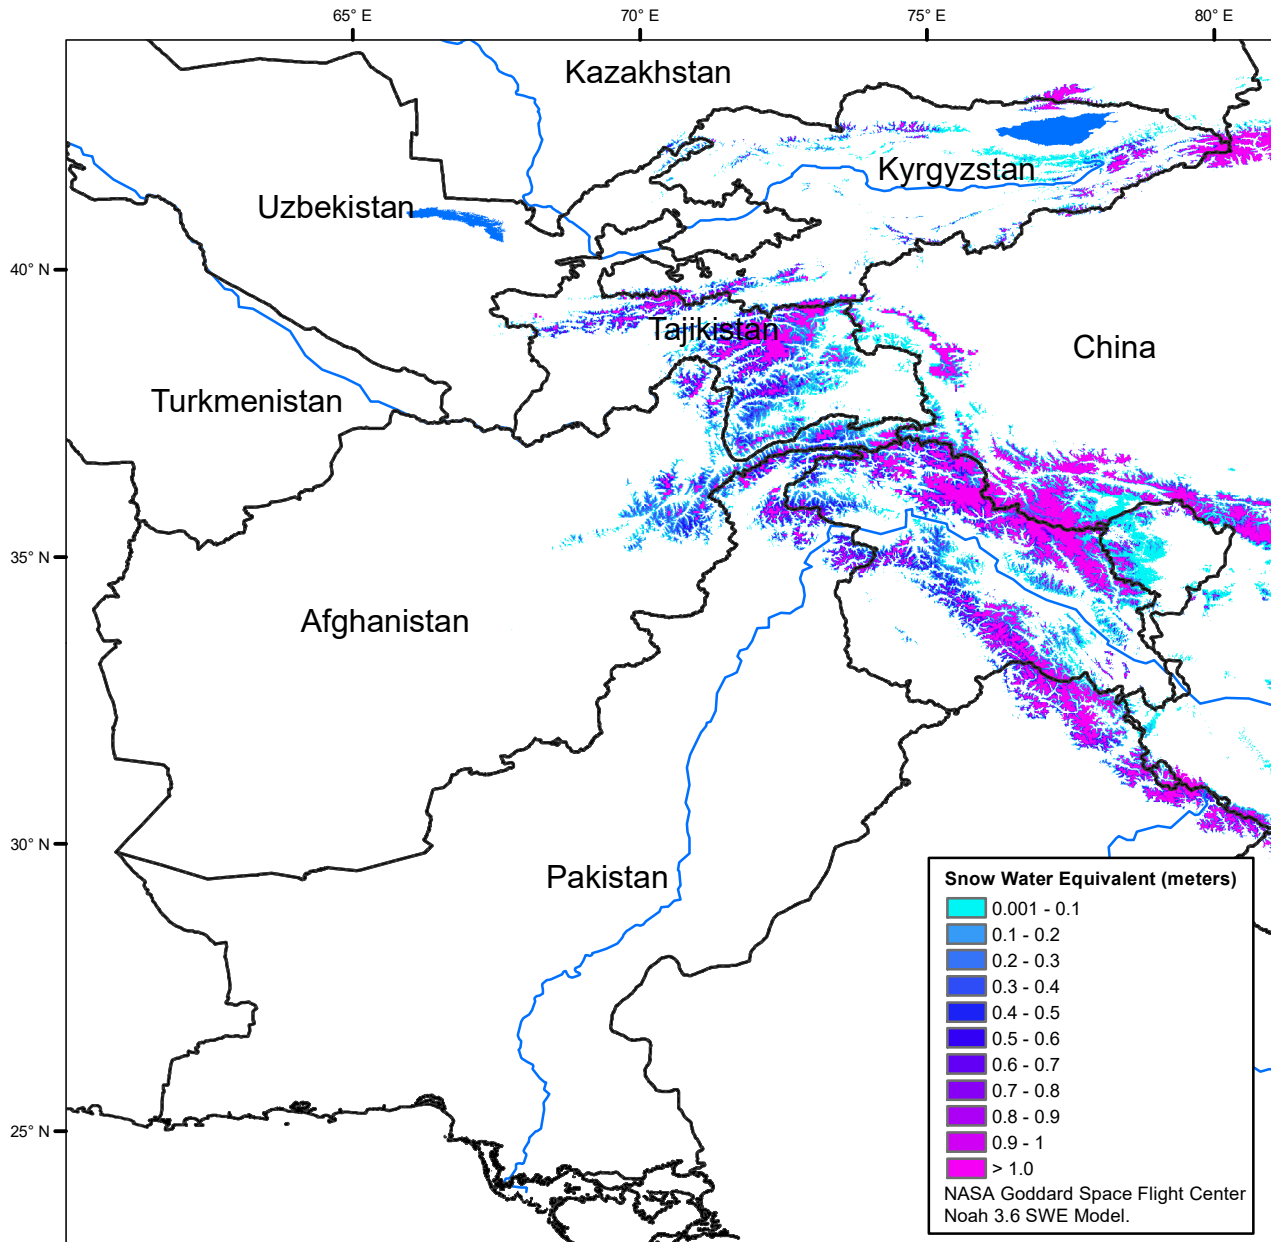 65° E
70° E
75° E
80° E
Kazakhstan
Kyrgyzstan
Uzbekistan
40° N
Tajikistan
China
Turkmenistan
35° N
Afghanistan
30° N
Pakistan
25° N
Snow Water Equivalent (meters)
0.001 - 0.1
0.1 - 0.2
0.2 - 0.3
0.3 - 0.4
0.4 - 0.5
0.5 - 0.6
0.6 - 0.7
0.7 - 0.8
0.8 - 0.9
0.9 - 1
> 1.0
NASA Goddard Space Flight Center
Noah 3.6 SWE Model.